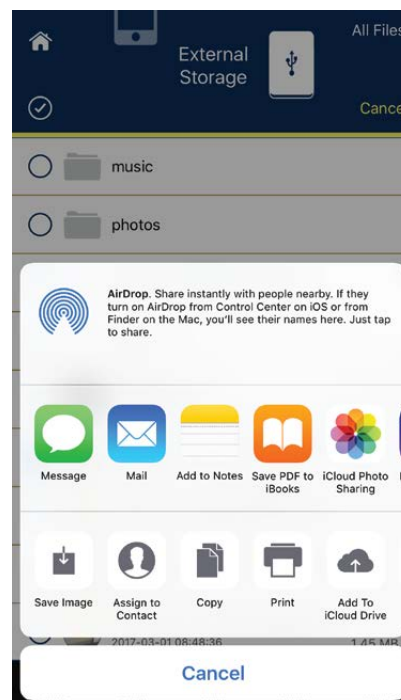 All Files
External
Storage
Cance
music
photos
AirDrop. Share instantly with people nearby. If they
turn on AirDrop from Control Center on iOS or from
Finder on the Mac, you'll see their names here. Just tap
to share.
Message
Mail
Add to Notes
Save PDF to
iBooks
iCloud Photo
Sharing
Save Image
Assign to
Contact
Copy
Print
Add To
iCloud Drive
2017-03-01 08:48:36
1.45 MB
Cancel